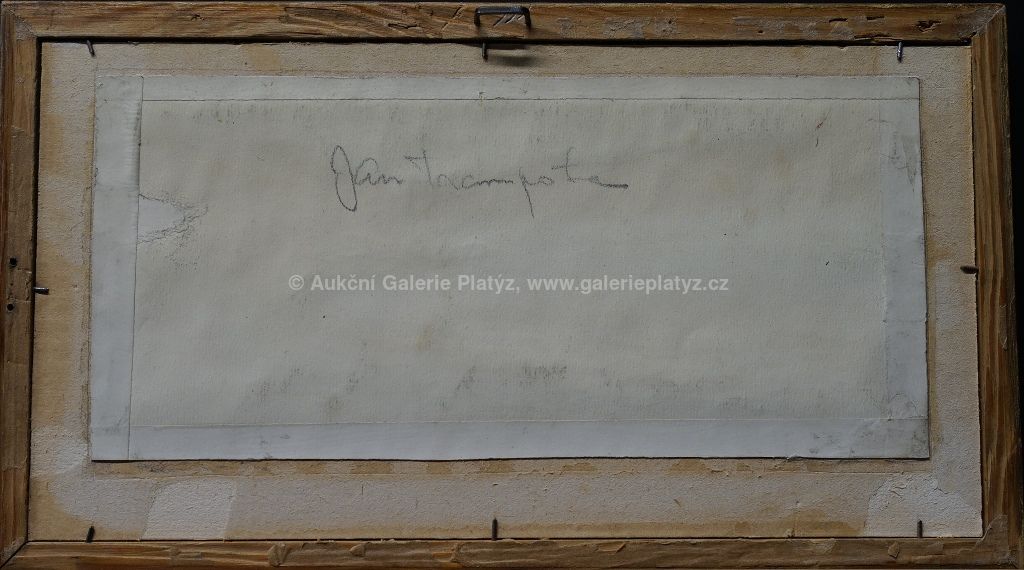 Jan Trampota
© Aukční Galerie Platýz, www.galerieplatyz.cz